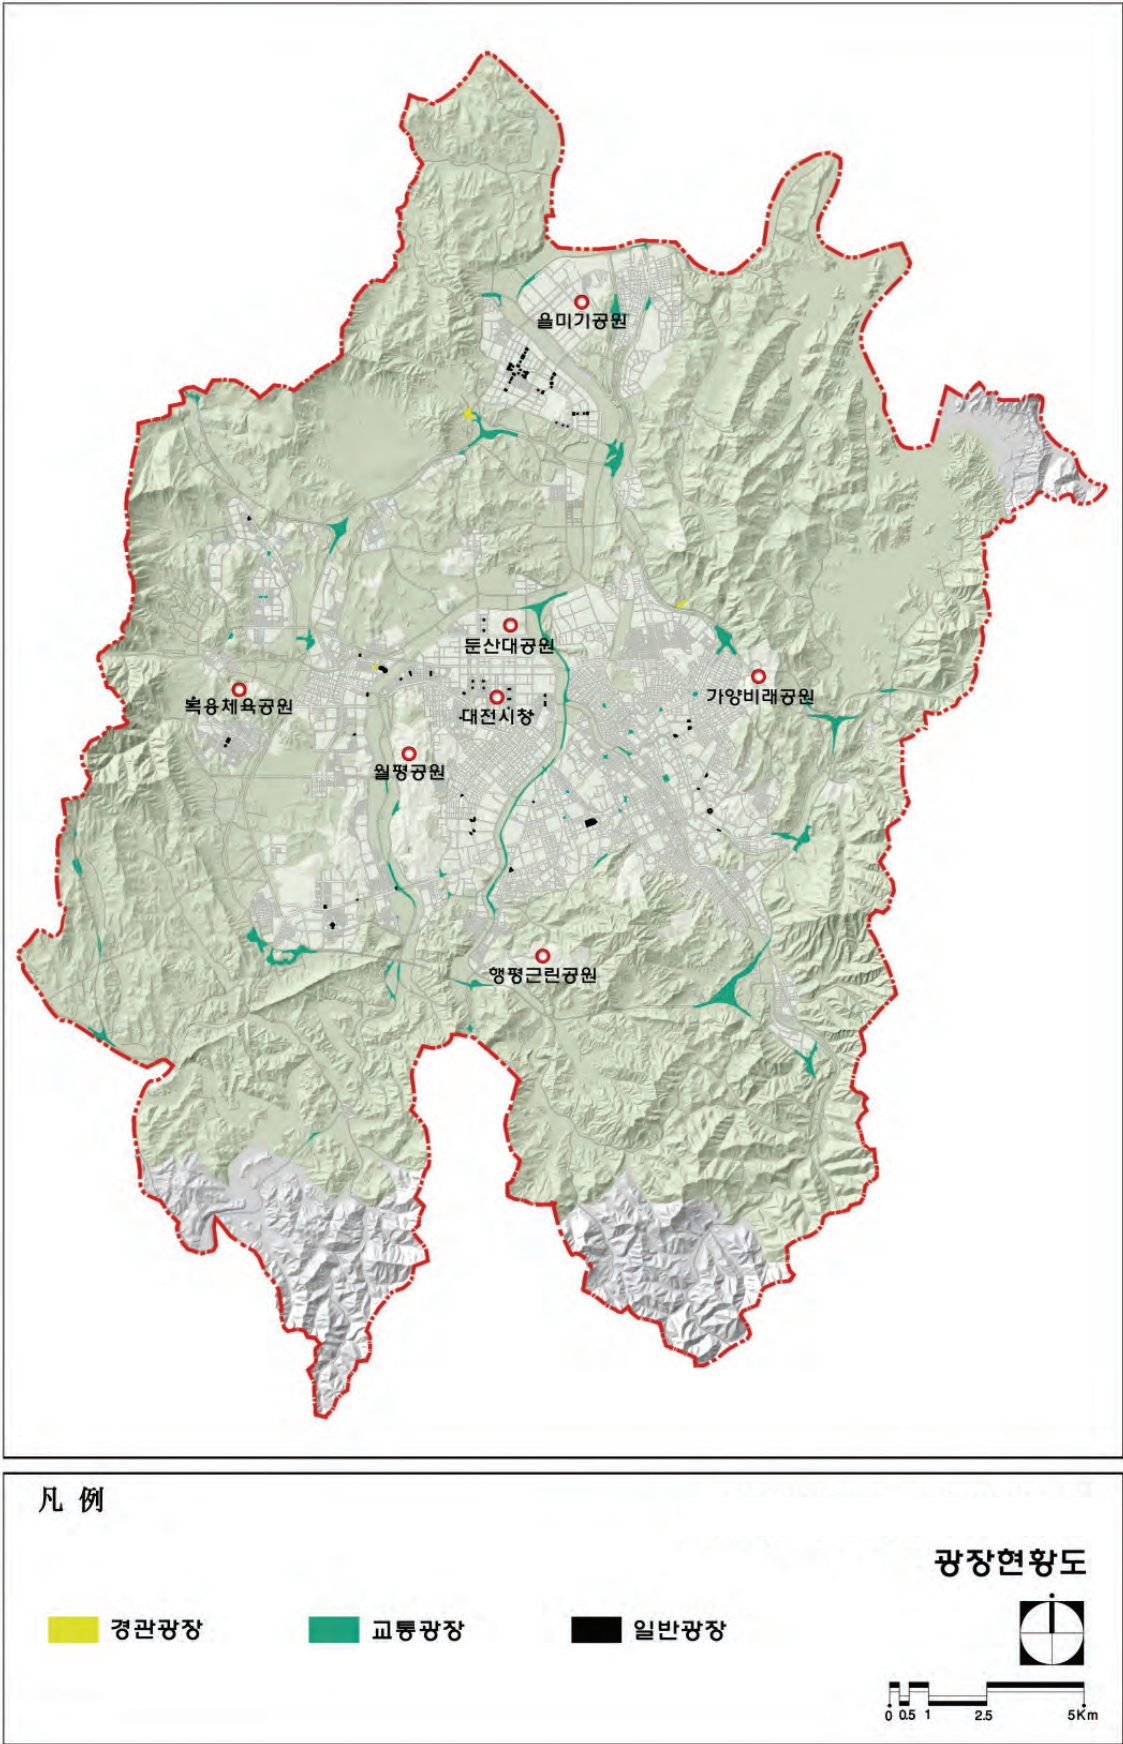 을미기공원
둔산대공원
가양비래공원
복용체육공원
대전시청
월평공원
행평근린공원
凡 例
광장현황도
경관광장
교통광장
일반광장
0 0.5 1 2.5 5Km